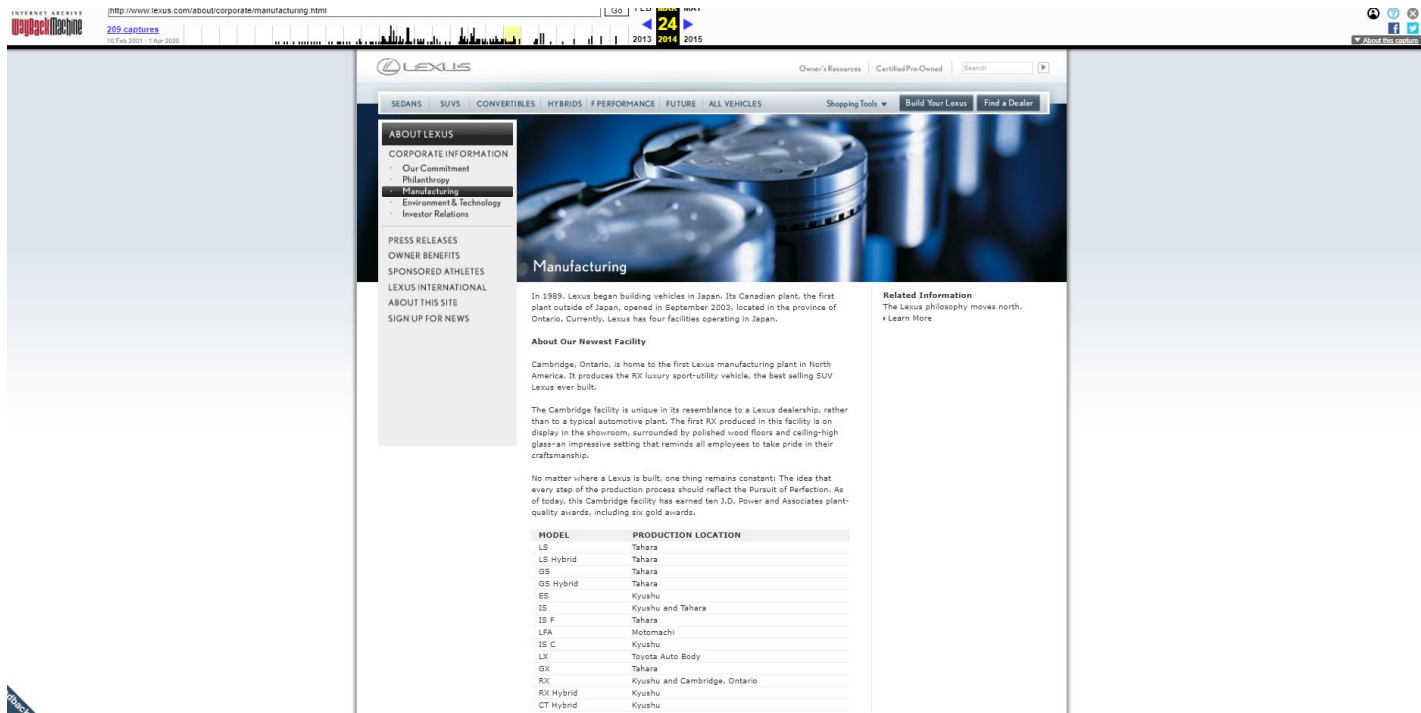 INTERNET ARCHIVE
WayBackMachine
http://www.lexus.com/about/corporate/manufacturing.html
Go
FEB MAR MAY
209 captures
24
10 Feb 2001 - 1 Apr 2020
2013 2014 2015
About this capture
LEXUS
Owner's Resources
Certified Pre-Owned
Search
SEDANS
SUVS
CONVERTIBLES
HYBRIDS
F PERFORMANCE
FUTURE
ALL VEHICLES
Shopping Tools
Build Your Lexus
Find a Dealer
ABOUT LEXUS
CORPORATE INFORMATION
Our Commitment
Philanthropy
Manufacturing
Environment & Technology
Investor Relations
PRESS RELEASES
OWNER BENEFITS
SPONSORED ATHLETES
LEXUS INTERNATIONAL
ABOUT THIS SITE
SIGN UP FOR NEWS
Manufacturing
In 1989, Lexus began building vehicles in Japan. Its Canadian plant, the first
plant outside of Japan, opened in September 2003, located in the province of
Ontario. Currently, Lexus has four facilities operating in Japan.
About Our Newest Facility
Cambridge, Ontario, is home to the first Lexus manufacturing plant in North
America. It produces the RX luxury sport-utility vehicle, the best selling SUV
Lexus ever built.
The Cambridge facility is unique in its resemblance to a Lexus dealership, rather
than to a typical automotive plant. The first RX produced in this facility is on
display in the showroom, surrounded by polished wood floors and ceiling-high
glass-an impressive setting that reminds all employees to take pride in their
craftsmanship.
No matter where a Lexus is built, one thing remains constant: The idea that
every step of the production process should reflect the Pursuit of Perfection. As
of today, this Cambridge facility has earned ten J.D. Power and Associates plant-
quality awards, including six gold awards.
MODEL PRODUCTION LOCATION
LS Tahara
LS Hybrid Tahara
GS Tahara
GS Hybrid Tahara
ES Kyushu
IS Kyushu and Tahara
IS F Tahara
LFA Motomachi
IS C Kyushu
LX Toyota Auto Body
GX Tahara
RX Kyushu and Cambridge, Ontario
RX Hybrid Kyushu
CT Hybrid Kyushu
Related Information
The Lexus philosophy moves north.
Learn More